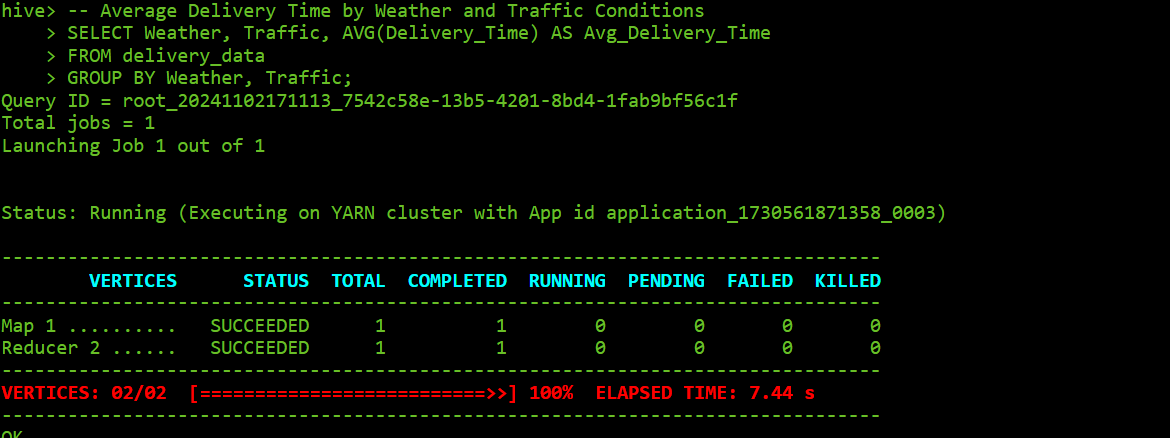 hive> -- Average Delivery Time by Weather and Traffic Conditions
    > SELECT Weather, Traffic, AVG(Delivery_Time) AS Avg_Delivery_Time
    > FROM delivery_data
    > GROUP BY Weather, Traffic;
Query ID = root_20241102171113_7542c58e-13b5-4201-8bd4-1fab9bf56c1f
Total jobs = 1
Launching Job 1 out of 1
Status: Running (Executing on YARN cluster with App id application_1730561871358_0003)
--------------------------------------------------------------------------------
        VERTICES      STATUS  TOTAL  COMPLETED  RUNNING  PENDING  FAILED  KILLED
--------------------------------------------------------------------------------
Map 1 ..........   SUCCEEDED      1          1        0        0       0       0
Reducer 2 ......   SUCCEEDED      1          1        0        0       0       0
--------------------------------------------------------------------------------
VERTICES: 02/02  [==========================>>] 100%  ELAPSED TIME: 7.44 s
--------------------------------------------------------------------------------
OK